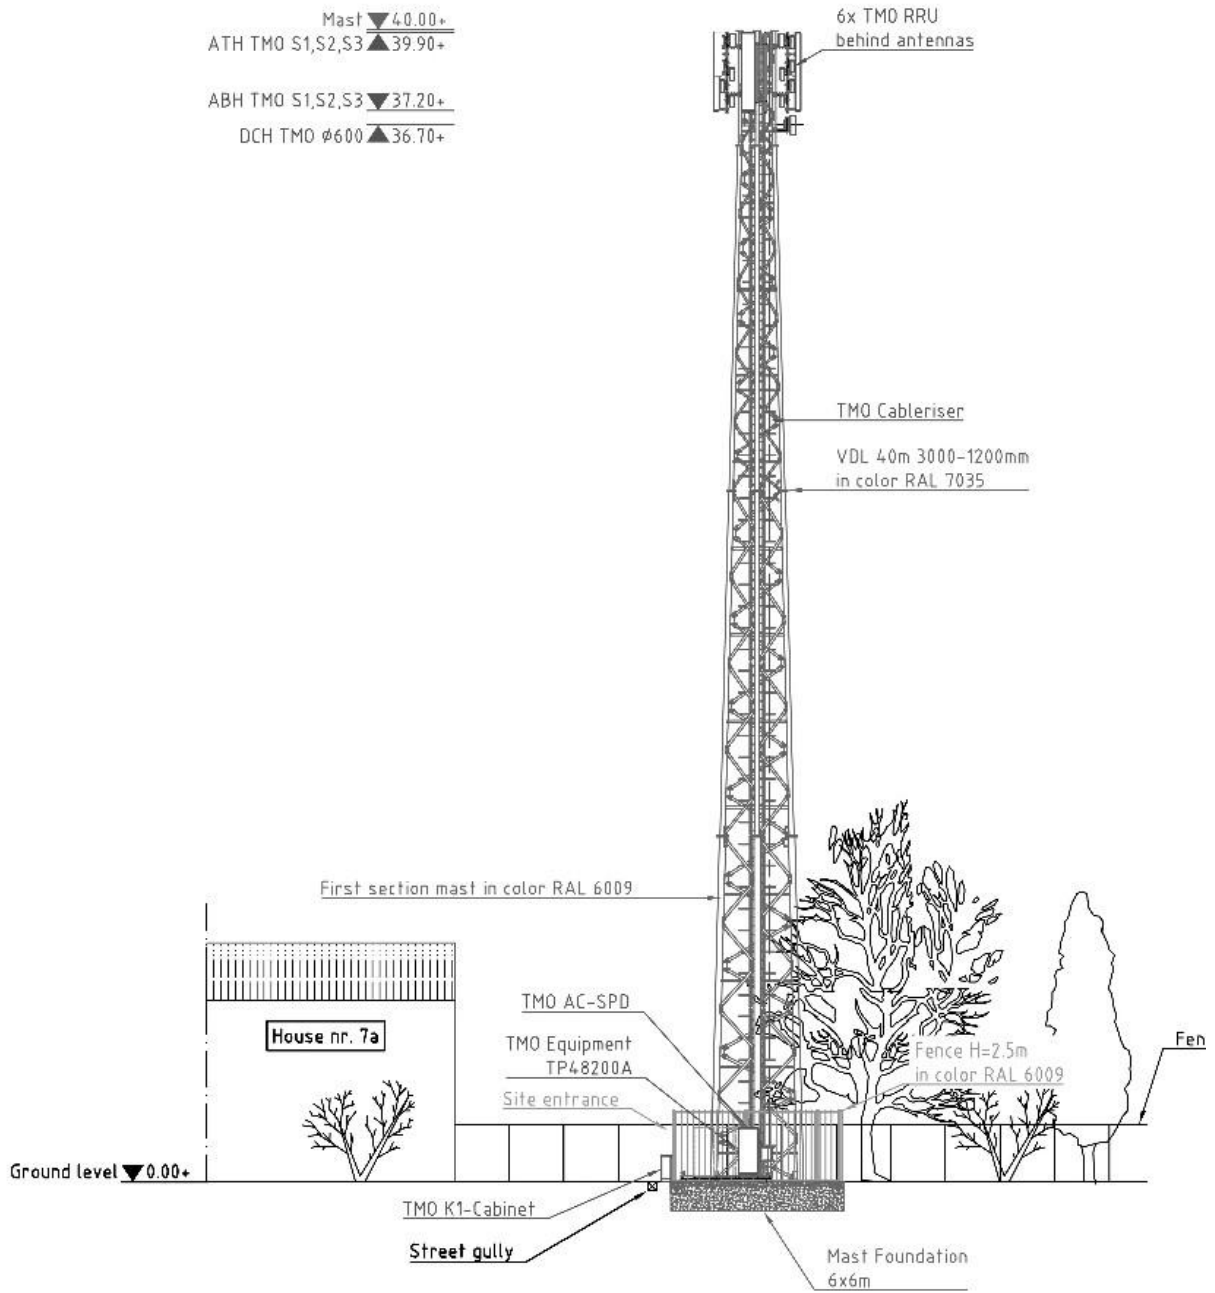 Mast 40.00+
ATH TMO S1,S2,S3 39.90+
ABH TMO S1,S2,S3 37.20+
DCH TMO Ø600 36.70+
6x TMO RRU
behind antennas
TMO Cableriser
VDL 40m 3000-1200mm
in color RAL 7035
First section mast in color RAL 6009
TMO AC-SPD
House nr. 7a
TMO Equipment
TP48200A
Fence H=2.5m
in color RAL 6009
Fen
Site entrance
Ground level 0.00+
TMO K1-Cabinet
Street gully
Mast Foundation
6x6m